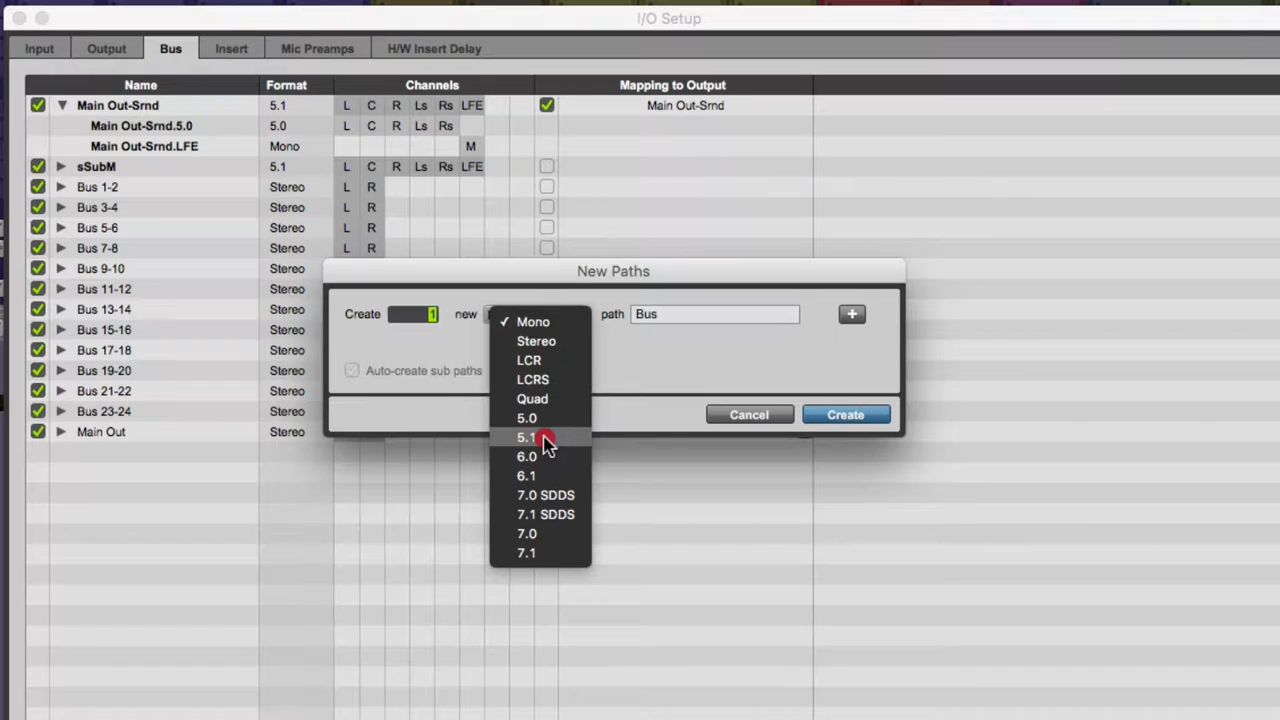 I/O Setup
Input Output Bus Insert Mic Preamps H/W Insert Delay
Name Format Channels Mapping to Output
Main Out-Srnd 5.1 L C R Ls Rs LFE Main Out-Srnd
Main Out-Srnd.5.0 5.0 L C R Ls Rs
Main Out-Srnd.LFE Mono M
sSubM 5.1 L C R Ls Rs LFE
Bus 1-2 Stereo L R
Bus 3-4 Stereo L R
Bus 5-6 Stereo L R
Bus 7-8 Stereo L R
Bus 9-10 Stereo
Bus 11-12 Stereo
Bus 13-14 Stereo
Bus 15-16 Stereo
Bus 17-18 Stereo
Bus 19-20 Stereo
Bus 21-22 Stereo
Bus 23-24 Stereo
Main Out Stereo
New Paths
Create 1 new path Bus +
Auto-create sub paths
Mono
Stereo
LCR
LCRS
Quad
5.0
5.1
6.0
6.1
7.0 SDDS
7.1 SDDS
7.0
7.1
Cancel Create